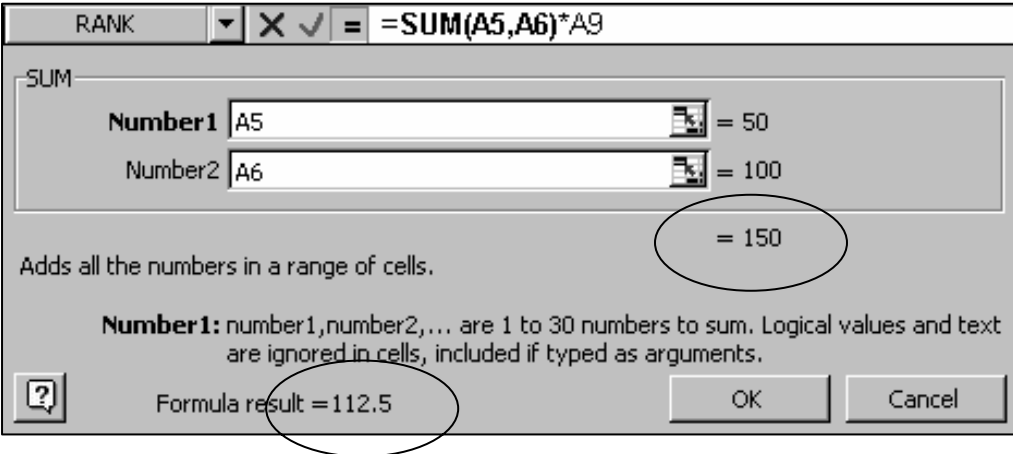 RANK =SUM(A5,A6)*A9
SUM
Number1 A5 = 50
Number2 A6 = 100
= 150
Adds all the numbers in a range of cells.
Number1: number1,number2,... are 1 to 30 numbers to sum. Logical values and text
are ignored in cells, included if typed as arguments.
Formula result =112.5 OK Cancel